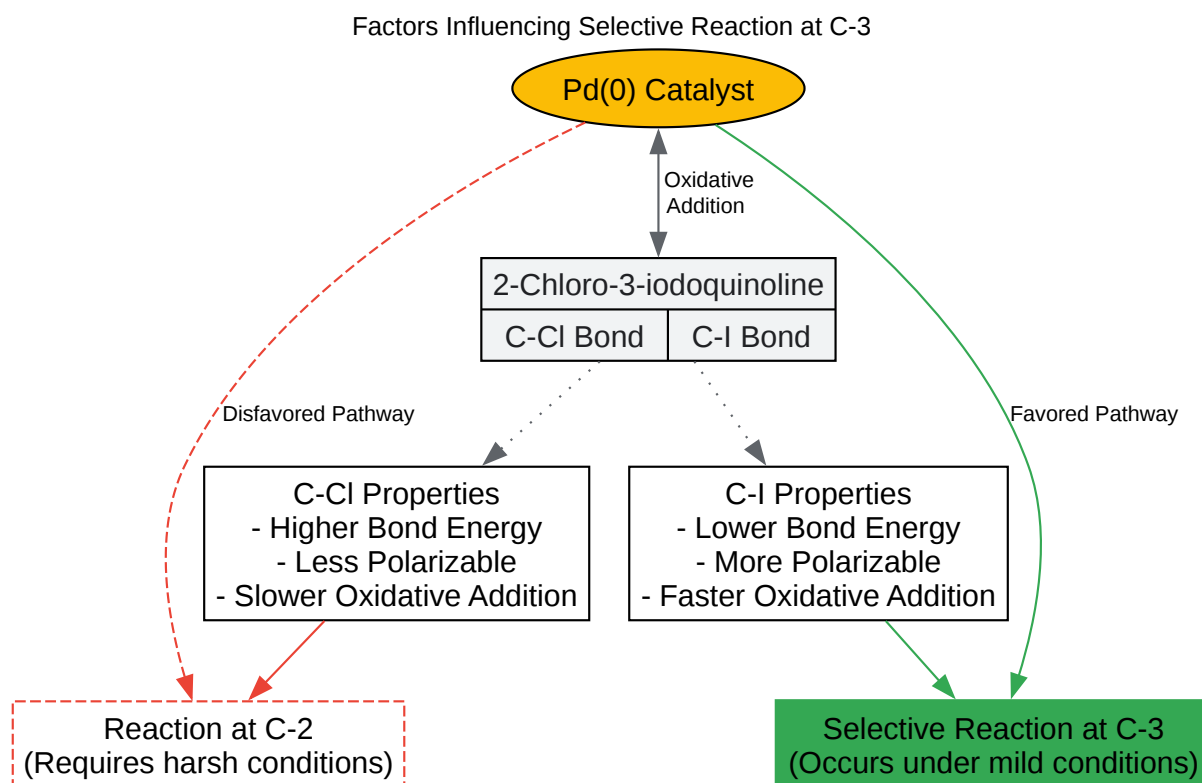 Factors Influencing Selective Reaction at C-3
Pd(0) Catalyst
Oxidative
Addition
2-Chloro-3-iodoquinoline
C-Cl Bond
C-I Bond
Disfavored Pathway
Favored Pathway
C-Cl Properties
- Higher Bond Energy
- Less Polarizable
- Slower Oxidative Addition
C-I Properties
- Lower Bond Energy
- More Polarizable
- Faster Oxidative Addition
Reaction at C-2
(Requires harsh conditions)
Selective Reaction at C-3
(Occurs under mild conditions)